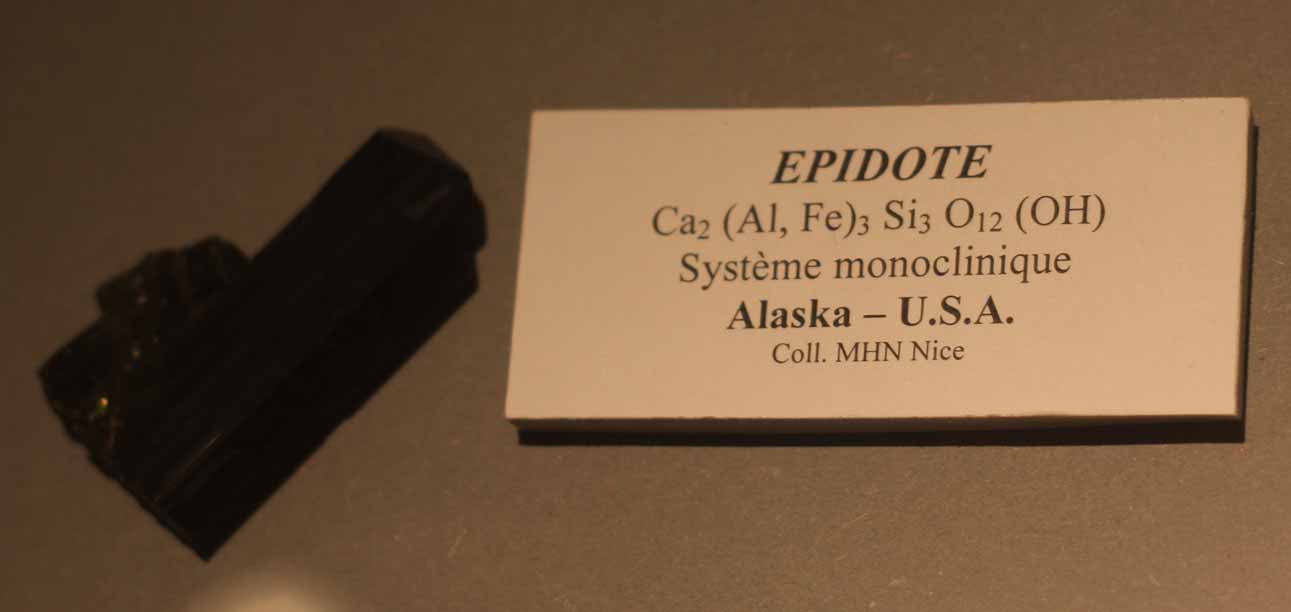 EPIDOTE
Ca₂ (Al, Fe)₃ Si₃ O₁₂ (OH)
Système monoclinique
Alaska – U.S.A.
Coll. MHN Nice